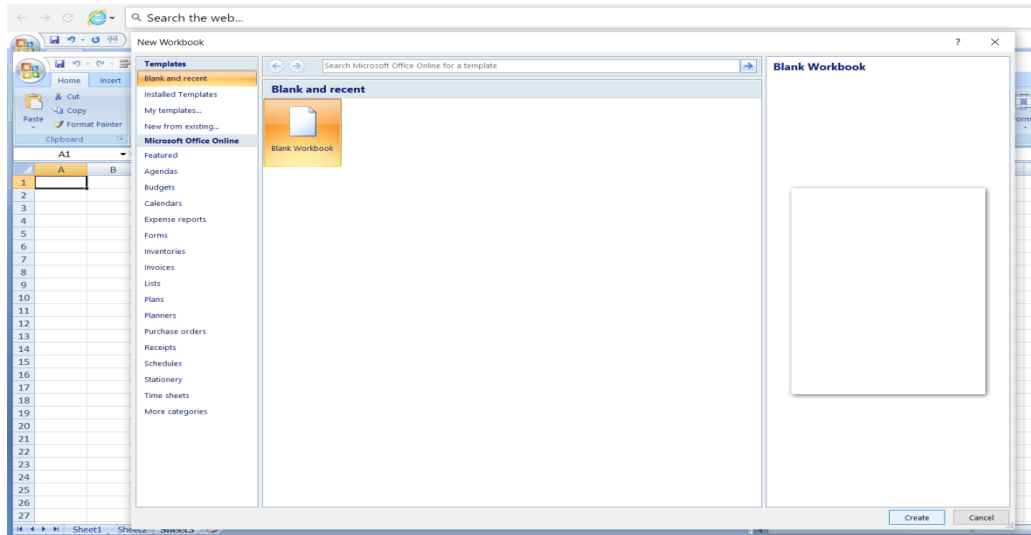 Search the web...
New Workbook
? ×
Home Insert
Cut
Copy
Format Painter
Paste
Clipboard
A1
A B
1
2
3
4
5
6
7
8
9
10
11
12
13
14
15
16
17
18
19
20
21
22
23
24
25
26
27
Sheet1 Sheet2 Sheet3
Templates
Blank and recent
Installed Templates
My templates...
New from existing...
Microsoft Office Online
Featured
Agendas
Budgets
Calendars
Expense reports
Forms
Inventories
Invoices
Lists
Plans
Planners
Purchase orders
Receipts
Schedules
Stationery
Time sheets
More categories
Search Microsoft Office Online for a template
Blank and recent
Blank Workbook
Blank Workbook
Create Cancel